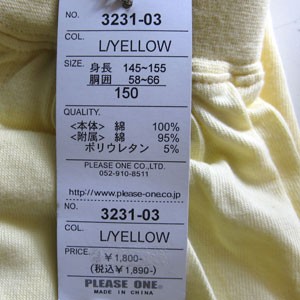 NO. 3231-03
COL. L/YELLOW
SIZE. 身長 145~155
胴囲 58~66
150
QUALITY.
<本体> 綿 100%
<附属> 綿 95%
ポリウレタン 5%
PLEASE ONE CO.,LTD.
052-910-8511
http://www.please-one.co.jp
NO. 3231-03
COL. L/YELLOW
PRICE. ¥1,800-
(税込¥1,890-)
PLEASE ONE.
MADE IN CHINA